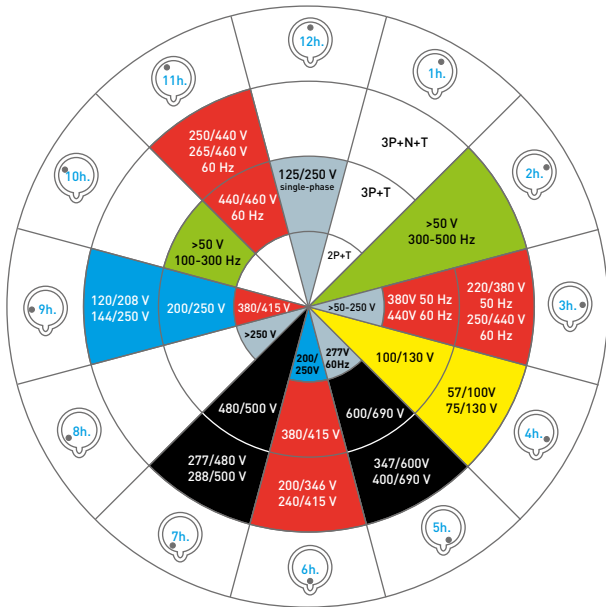 12h.
1h.
2h.
3h.
4h.
5h.
6h.
7h.
8h.
9h.
10h.
11h.
3P+N+T
3P+T
2P+T
125/250 V
single-phase
>50 V
300-500 Hz
220/380 V
50 Hz
250/440 V
60 Hz
380V 50 Hz
440V 60 Hz
>50-250 V
57/100V
75/130 V
100/130 V
347/600V
400/690 V
600/690 V
277V
60Hz
200/346 V
240/415 V
380/415 V
200/
250V
277/480 V
288/500 V
480/500 V
>250 V
120/208 V
144/250 V
200/250 V
380/415 V
>50 V
100-300 Hz
250/440 V
265/460 V
60 Hz
440/460 V
60 Hz